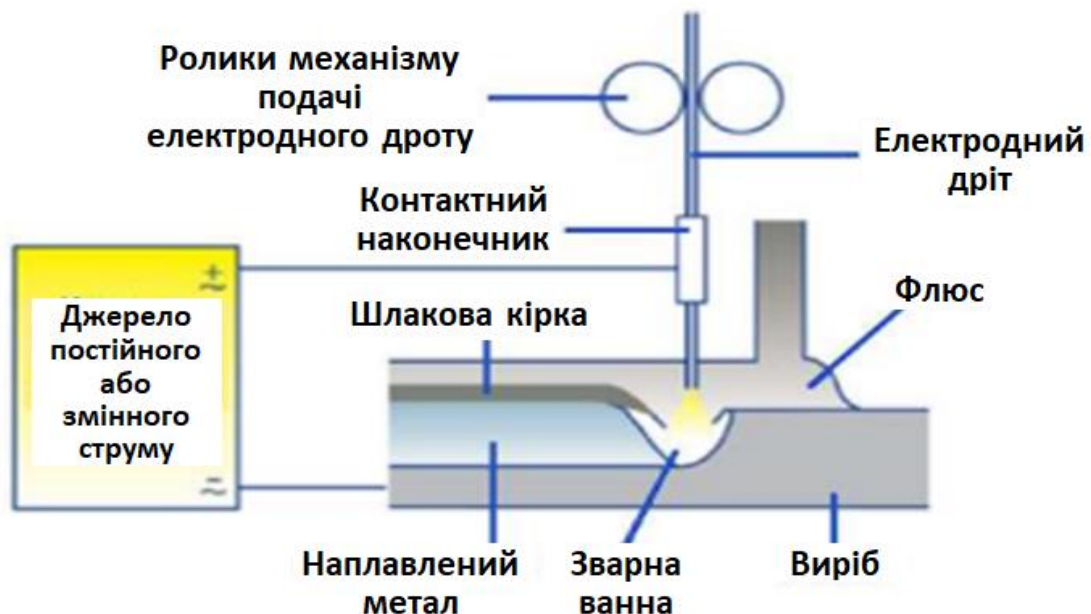 Ролики механізму
подачі
електродного дроту
Електродний
дріт
Контактний
наконечник
Флюс
Шлакова кірка
+
~
Джерело
постійного
або
змінного
струму
−
~
Наплавлений
метал
Зварна
ванна
Виріб